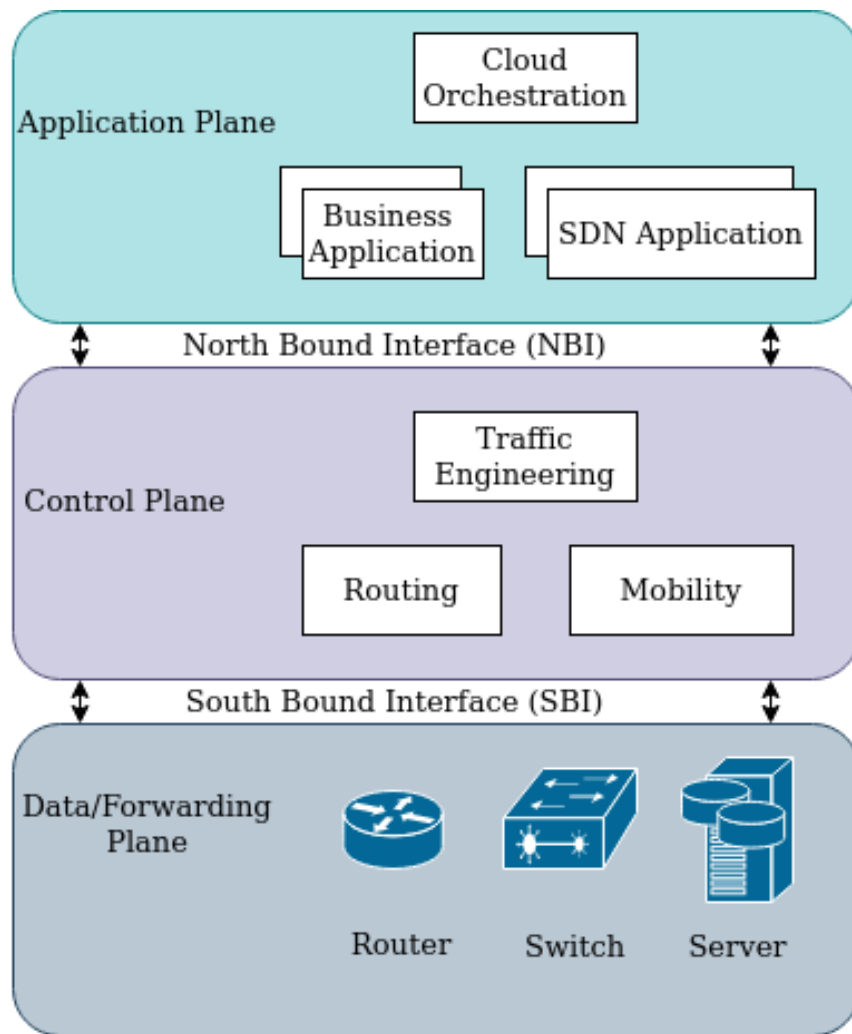 Cloud
Orchestration
Application Plane
Business
Application
SDN Application
North Bound Interface (NBI)
Traffic
Engineering
Control Plane
Routing
Mobility
South Bound Interface (SBI)
Data/Forwarding
Plane
Router
Switch
Server